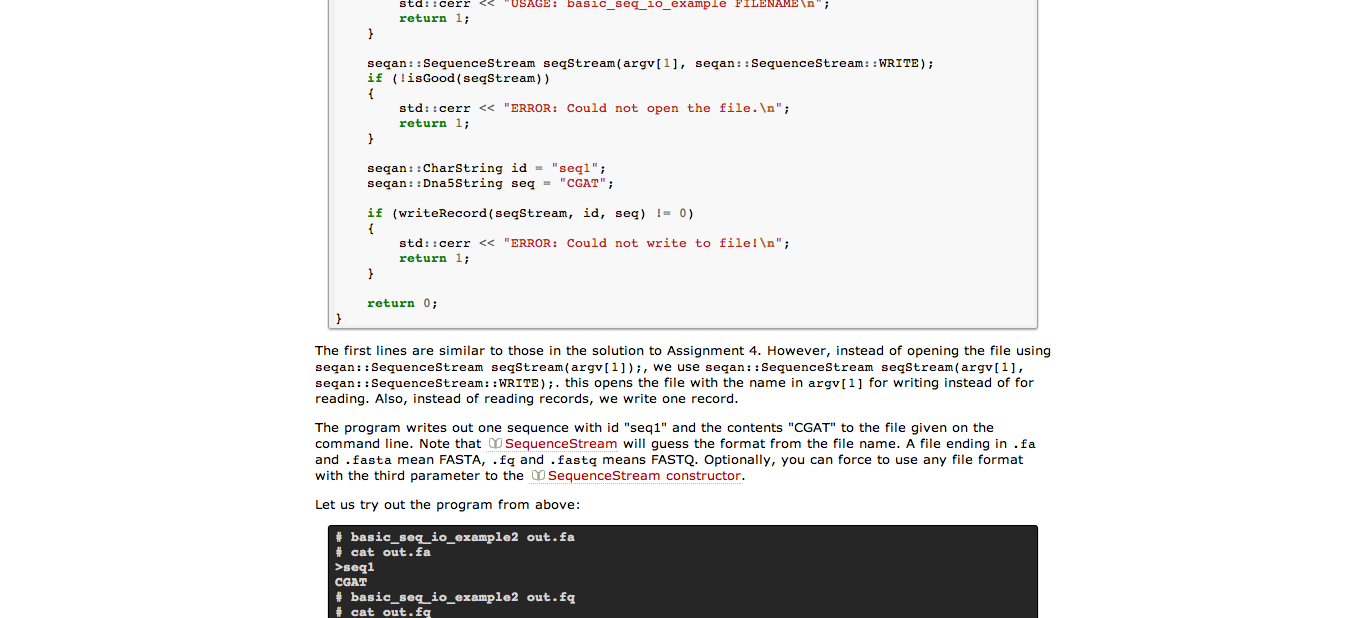 std::cerr << "USAGE: basic_seq_io_example FILENAME\n";
return 1;
}
seqan::SequenceStream seqStream(argv[1], seqan::SequenceStream::WRITE);
if (!isGood(seqStream))
{
std::cerr << "ERROR: Could not open the file.\n";
return 1;
}
seqan::CharString id = "seq1";
seqan::Dna5String seq = "CGAT";
if (writeRecord(seqStream, id, seq) != 0)
{
std::cerr << "ERROR: Could not write to file!\n";
return 1;
}
return 0;
}
The first lines are similar to those in the solution to Assignment 4. However, instead of opening the file using
seqan::SequenceStream seqStream(argv[1]);, we use seqan::SequenceStream seqStream(argv[1],
seqan::SequenceStream::WRITE);. this opens the file with the name in argv[1] for writing instead of for
reading. Also, instead of reading records, we write one record.
The program writes out one sequence with id "seq1" and the contents "CGAT" to the file given on the
command line. Note that SequenceStream will guess the format from the file name. A file ending in .fa
and .fasta mean FASTA, .fq and .fastq means FASTQ. Optionally, you can force to use any file format
with the third parameter to the SequenceStream constructor.
Let us try out the program from above:
# basic_seq_io_example2 out.fa
# cat out.fa
>seq1
CGAT
# basic_seq_io_example2 out.fq
# cat out.fq